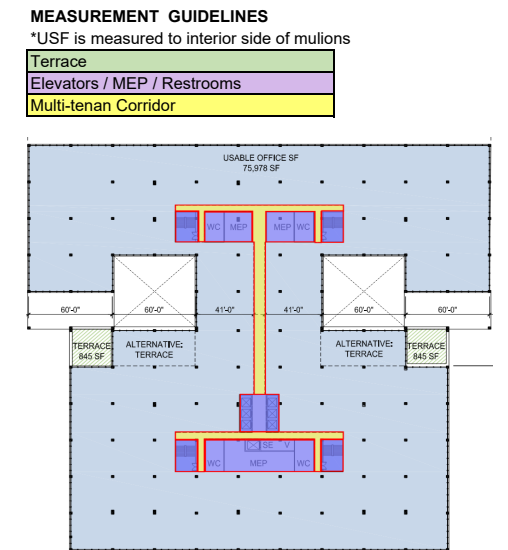 MEASUREMENT GUIDELINES
*USF is measured to interior side of mulions
Terrace
Elevators / MEP / Restrooms
Multi-tenan Corridor
USABLE OFFICE SF
75,978 SF
WC MEP MEP WC
60'-0" 60'-0" 41'-0" 41'-0" 60'-0" 60'-0"
TERRACE
845 SF
ALTERNATIVE:
TERRACE
ALTERNATIVE:
TERRACE
TERRACE
845 SF
SE V
WC MEP WC